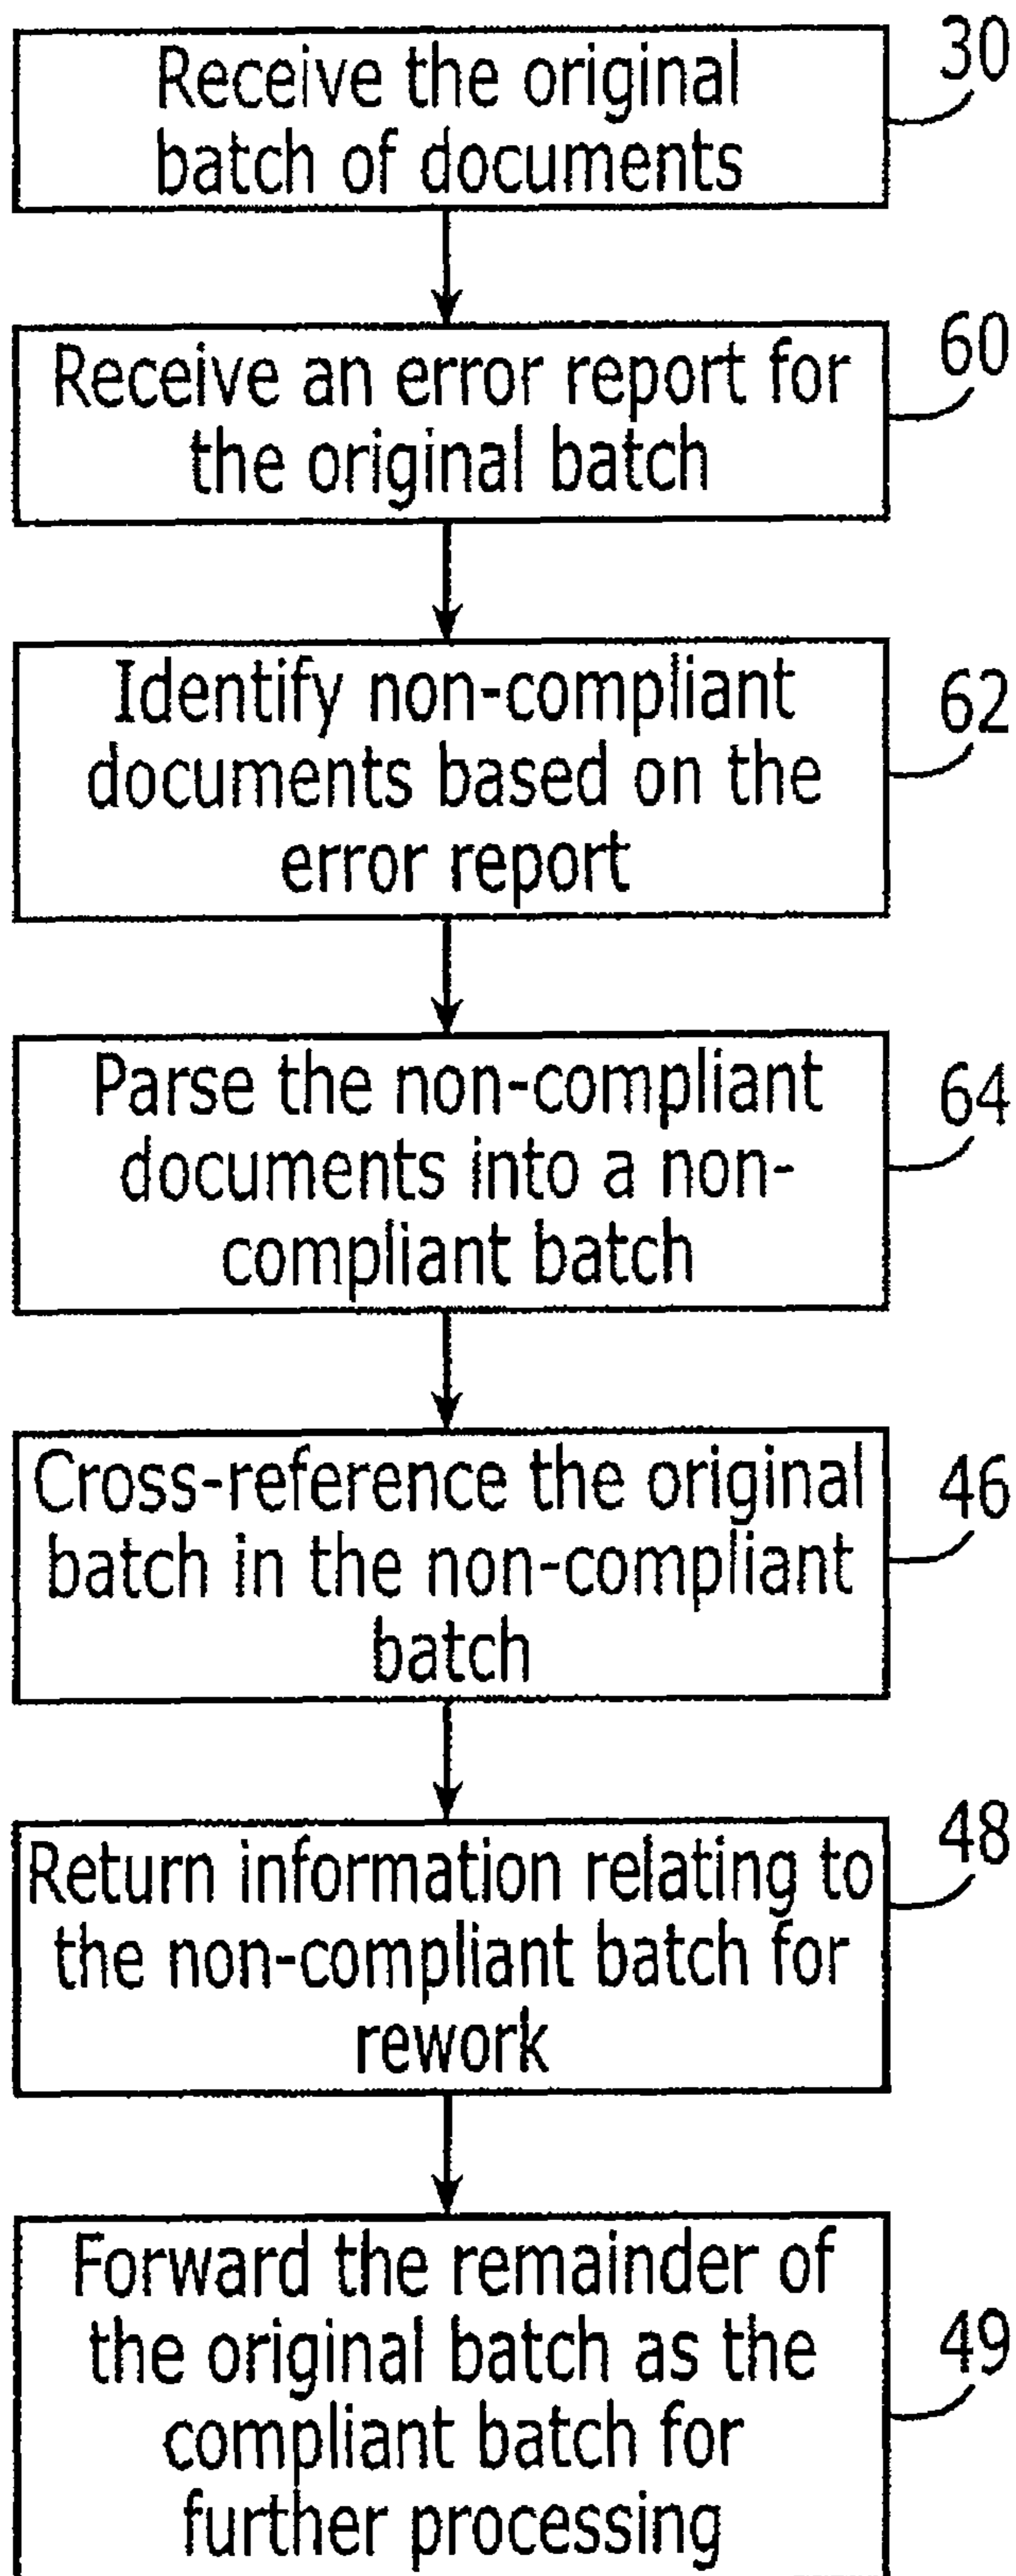 30
Receive the original
batch of documents
60
Receive an error report for
the original batch
62
Identify non-compliant
documents based on the
error report
64
Parse the non-compliant
documents into a non-
compliant batch
46
Cross-reference the original
batch in the non-compliant
batch
48
Return information relating to
the non-compliant batch for
rework
49
Forward the remainder of
the original batch as the
compliant batch for
further processing